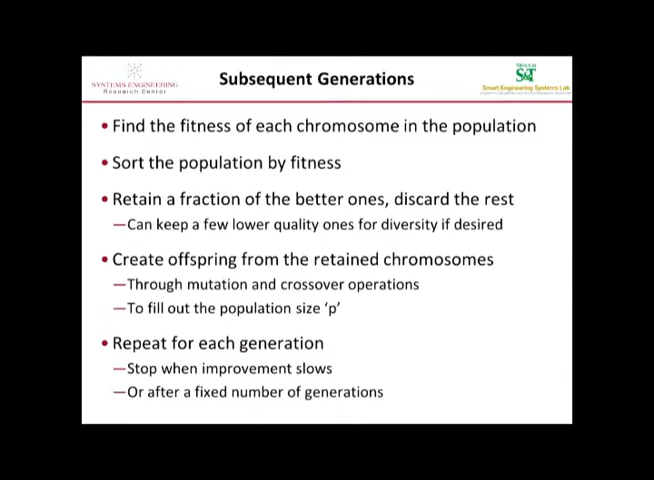 SYSTEMS ENGINEERING
Research Center
Subsequent Generations
MISSOURI
S&T
Smart Engineering Systems Lab
• Find the fitness of each chromosome in the population
• Sort the population by fitness
• Retain a fraction of the better ones, discard the rest
—Can keep a few lower quality ones for diversity if desired
• Create offspring from the retained chromosomes
—Through mutation and crossover operations
—To fill out the population size ‘p’
• Repeat for each generation
—Stop when improvement slows
—Or after a fixed number of generations